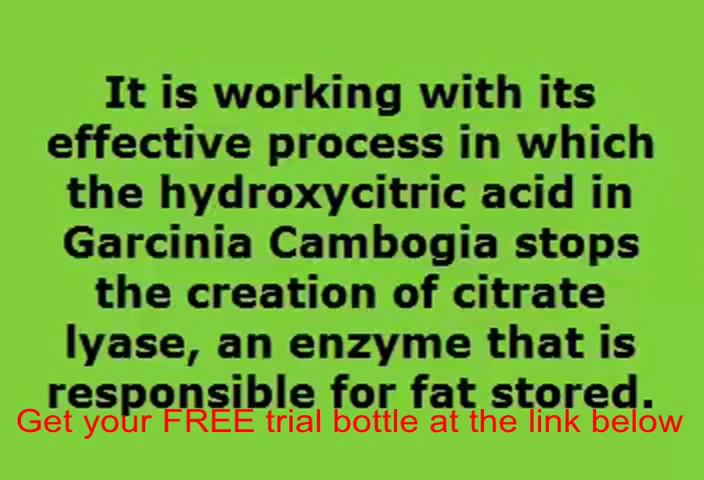 It is working with its
effective process in which
the hydroxycitric acid in
Garcinia Cambogia stops
the creation of citrate
lyase, an enzyme that is
responsible for fat stored.
Get your FREE trial bottle at the link below